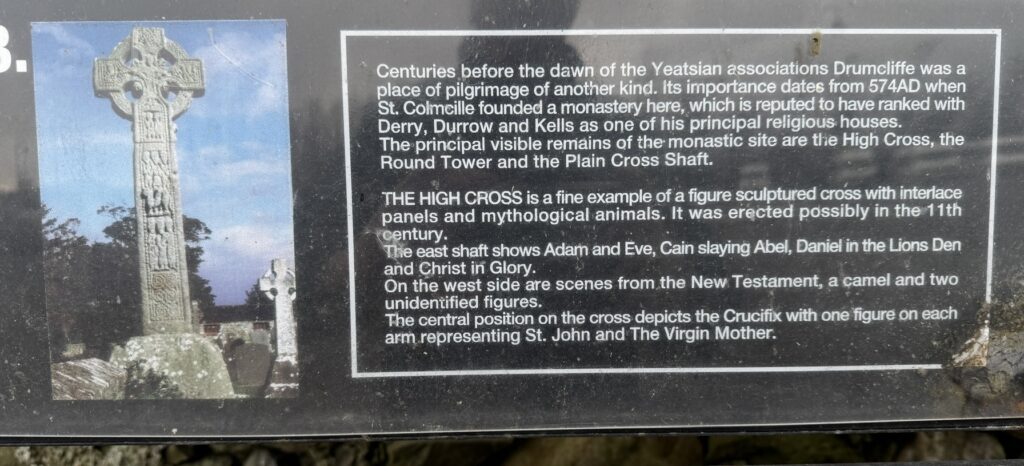 3.
Centuries before the dawn of the Yeatsian associations Drumcliffe was a
place of pilgrimage of another kind. Its importance dates from 574AD when
St. Colmcille founded a monastery here, which is reputed to have ranked with
Derry, Durrow and Kells as one of his principal religious houses.
The principal visible remains of the monastic site are the High Cross, the
Round Tower and the Plain Cross Shaft.
THE HIGH CROSS is a fine example of a figure sculptured cross with interlace
panels and mythological animals. It was erected possibly in the 11th
century.
The east shaft shows Adam and Eve, Cain slaying Abel, Daniel in the Lions Den
and Christ in Glory.
On the west side are scenes from the New Testament, a camel and two
unidentified figures.
The central position on the cross depicts the Crucifix with one figure on each
arm representing St. John and The Virgin Mother.